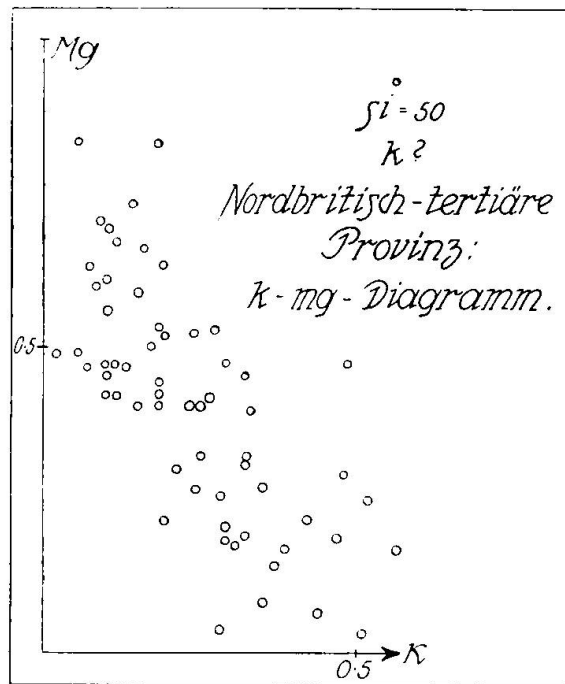 Mg
si = 50
k ?
Nordbritisch-tertiäre
Provinz:
k - mg - Diagramm.
0.5
0.5
K